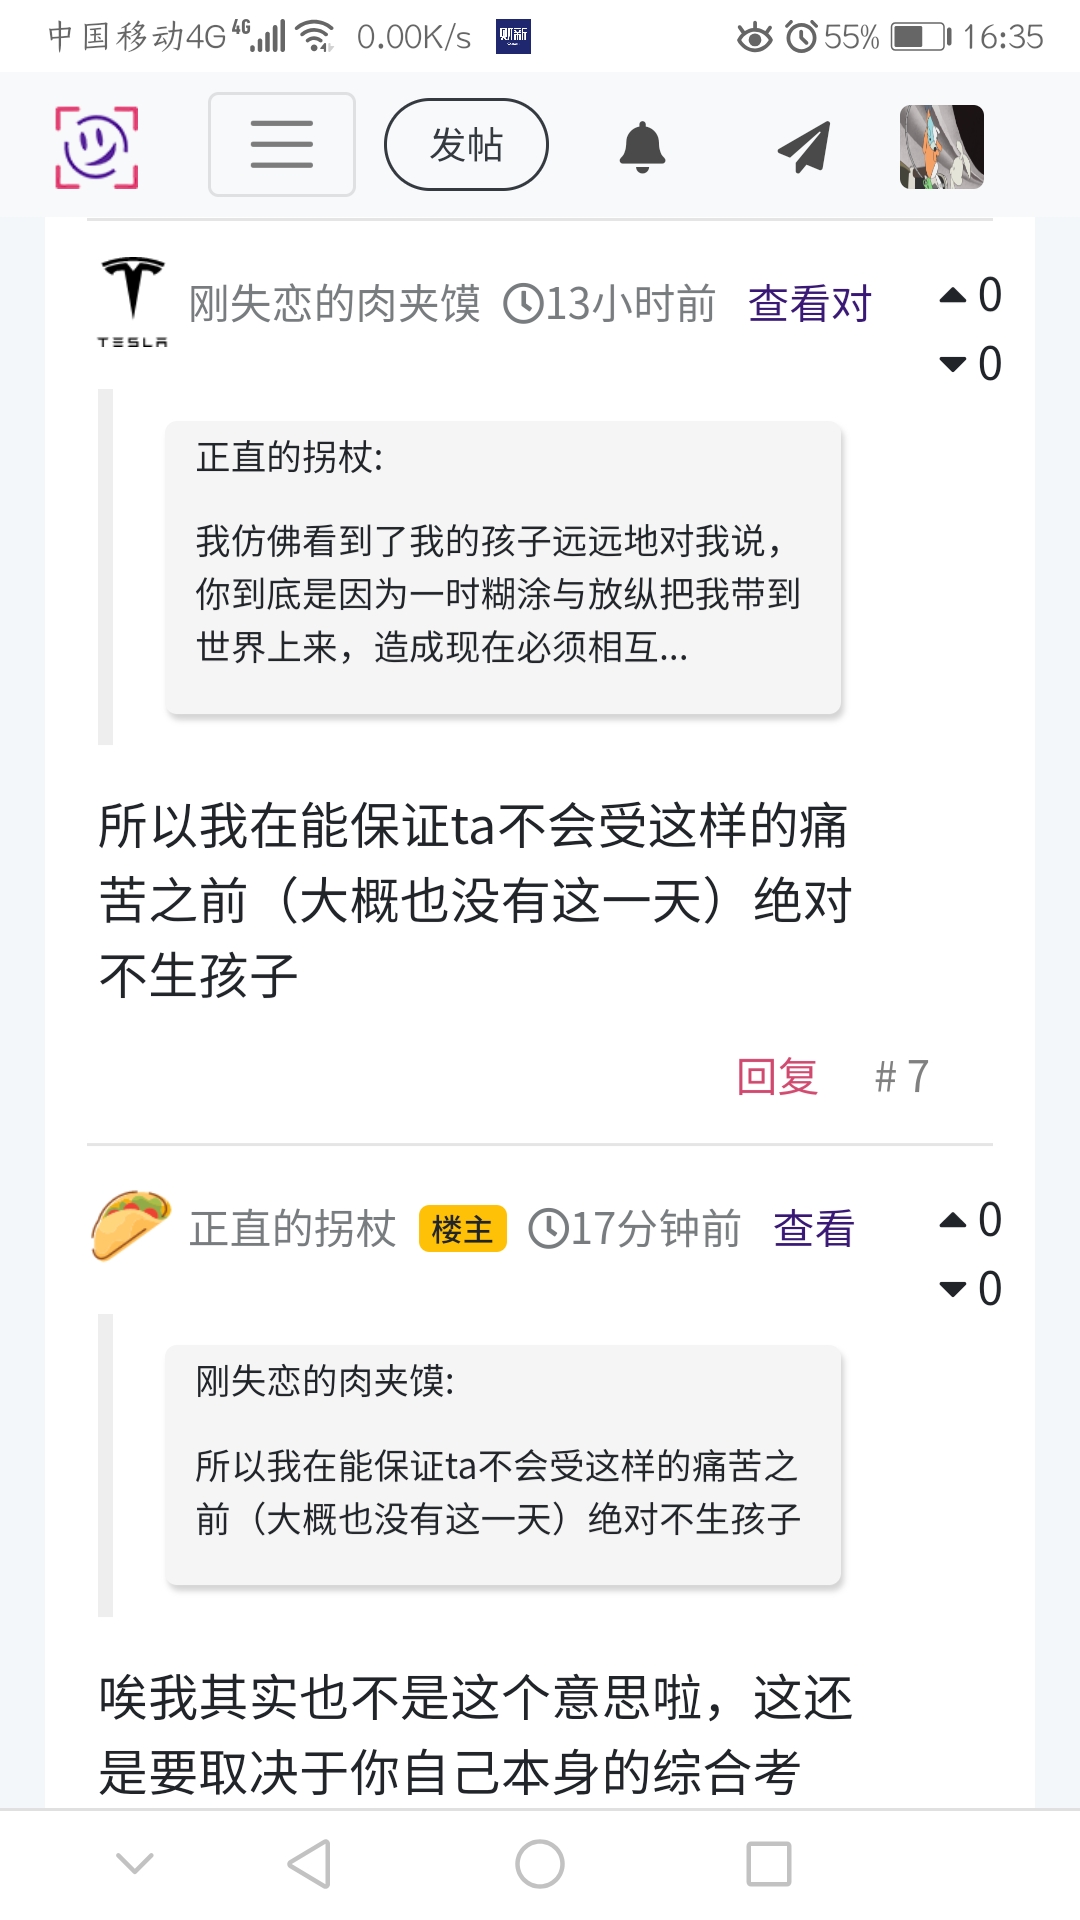 中国移动4G 4G 0.00K/s 财新 55% 16:35
发帖
TESLA
刚失恋的肉夹馍 13小时前 查看对 0
0
正直的拐杖:
我仿佛看到了我的孩子远远地对我说，
你到底是因为一时糊涂与放纵把我带到
世界上来，造成现在必须相互...
所以我在能保证ta不会受这样的痛
苦之前（大概也没有这一天）绝对
不生孩子
回复 # 7
正直的拐杖 楼主 17分钟前 查看 0
0
刚失恋的肉夹馍:
所以我在能保证ta不会受这样的痛苦之
前（大概也没有这一天）绝对不生孩子
唉我其实也不是这个意思啦，这还
是要取决于你自己本身的综合考